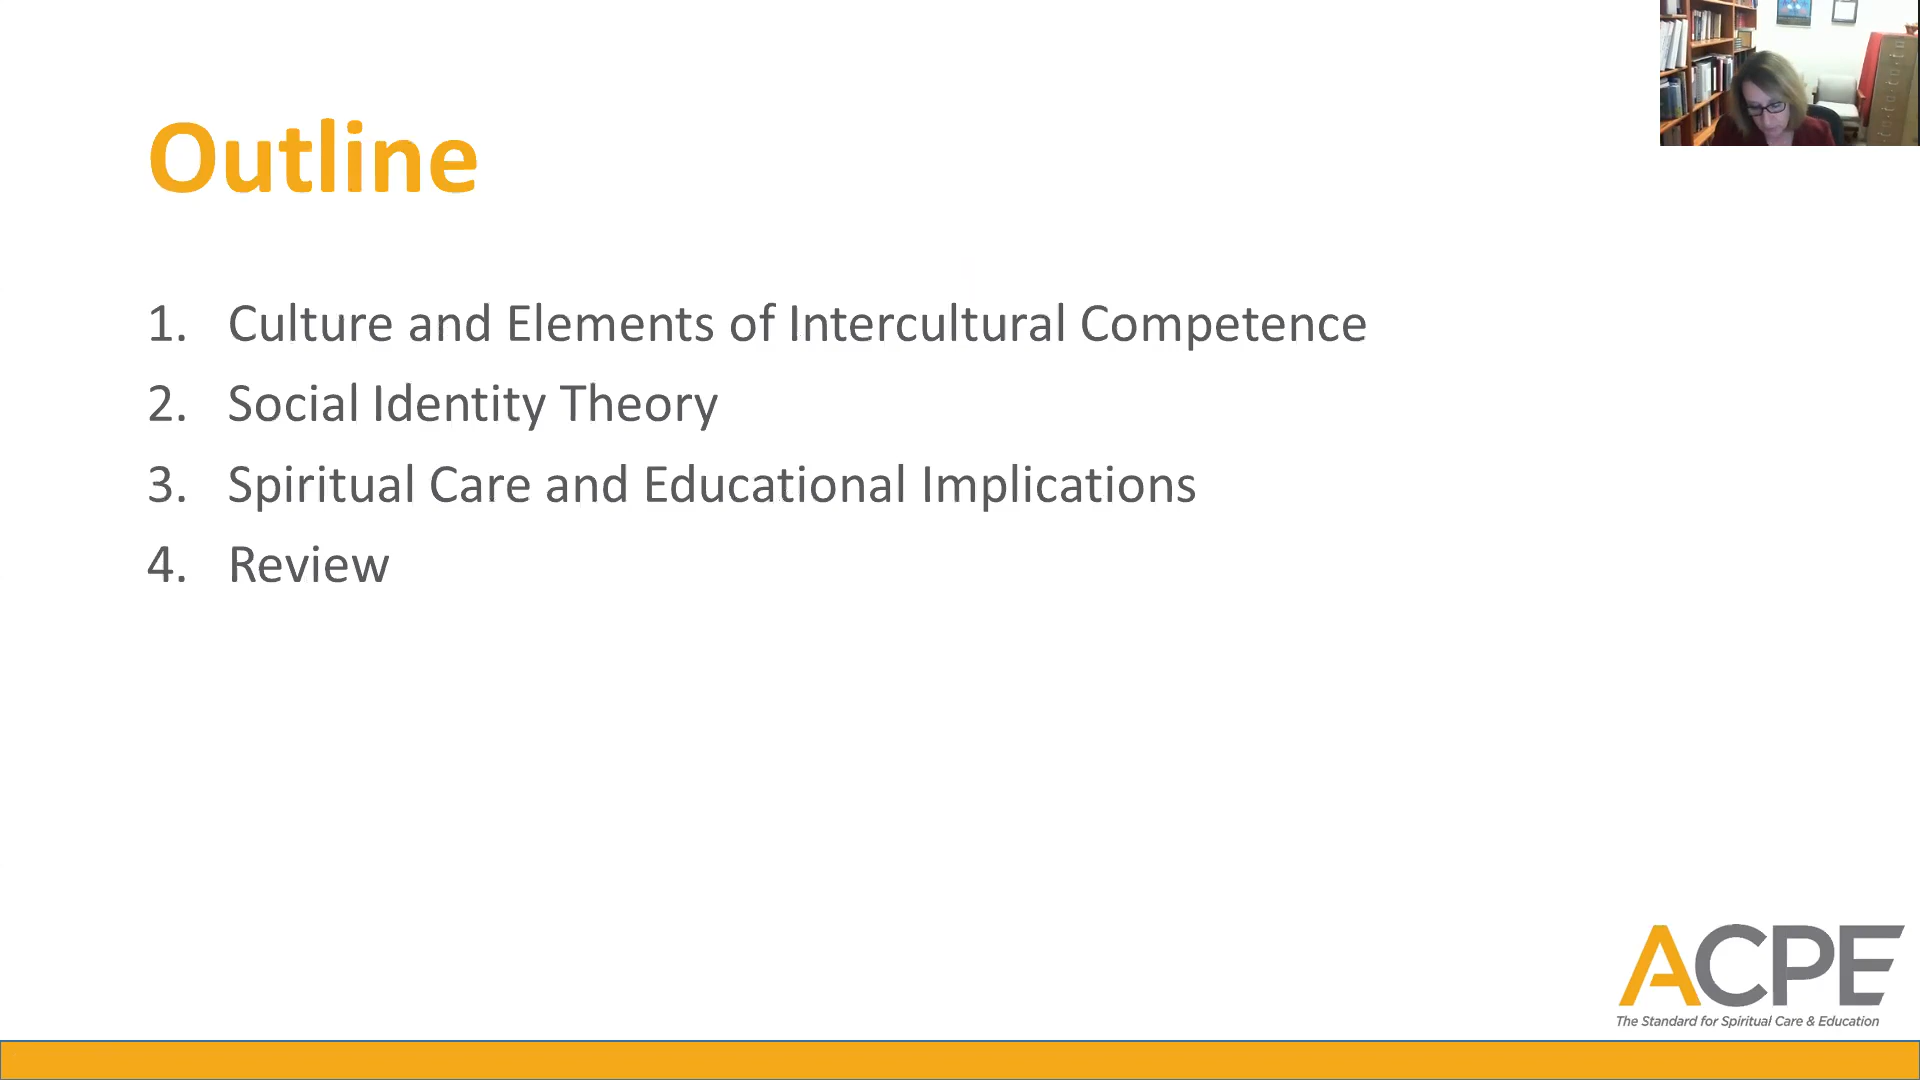 Outline
1. Culture and Elements of Intercultural Competence
2. Social Identity Theory
3. Spiritual Care and Educational Implications
4. Review
ACPE
The Standard for Spiritual Care & Education